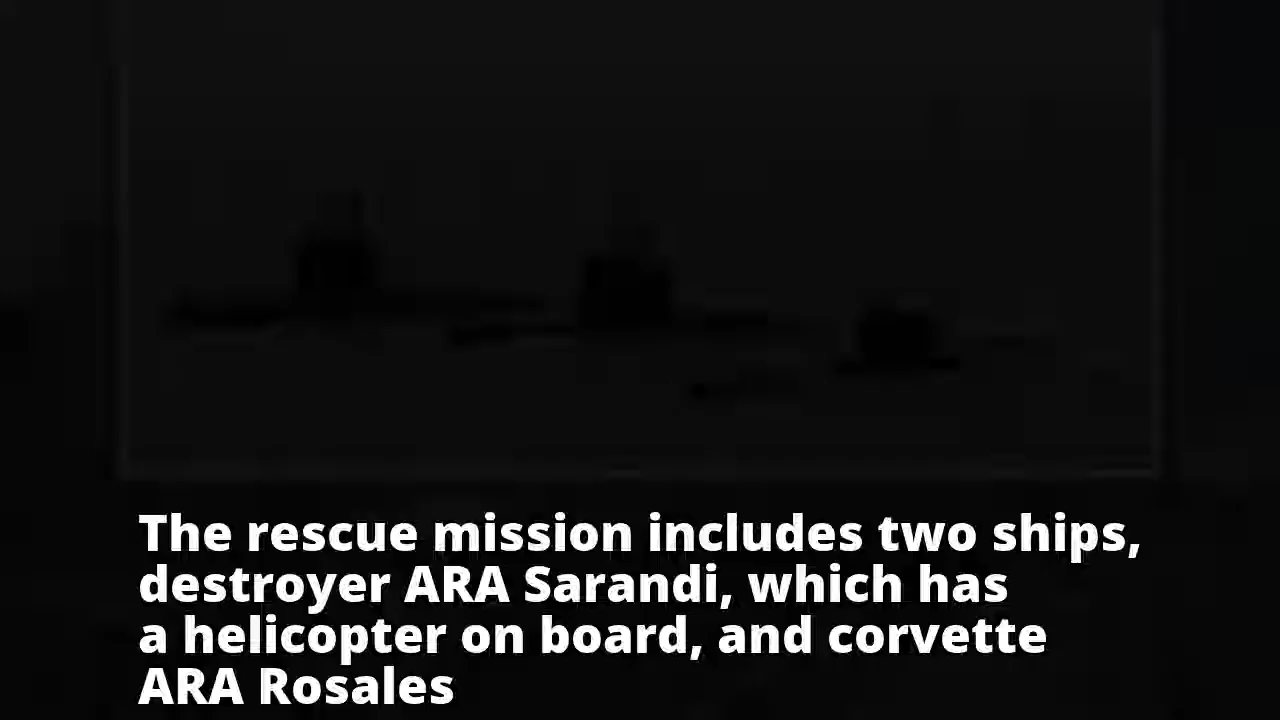 The rescue mission includes two ships,
destroyer ARA Sarandi, which has
a helicopter on board, and corvette
ARA Rosales